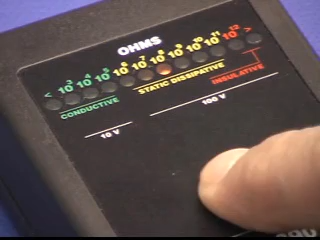 OHMS
< 10³ 10⁴ 10⁵ 10⁶ 10⁷ 10⁸ 10⁹ 10¹⁰ 10¹¹ 10¹² >
CONDUCTIVE STATIC DISSIPATIVE INSULATIVE
10 V 100 V